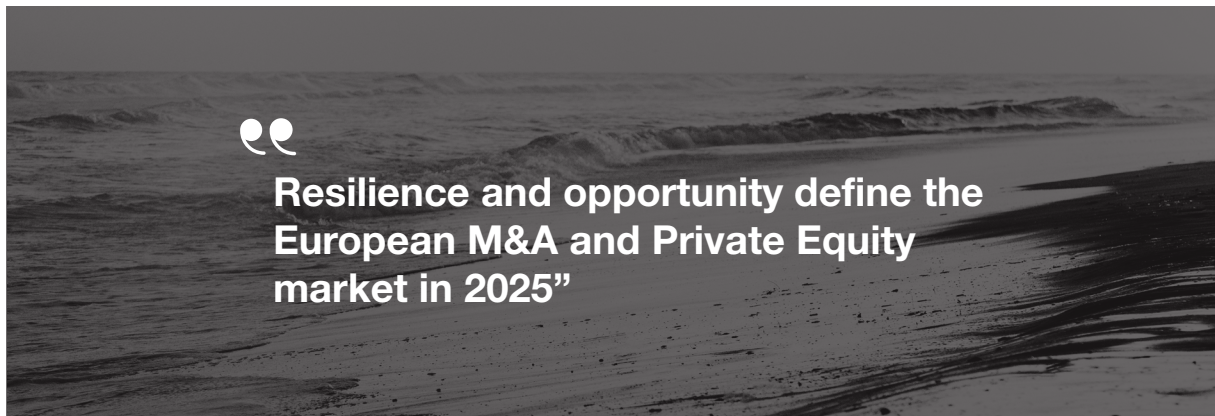 “
Resilience and opportunity define the
European M&A and Private Equity
market in 2025”